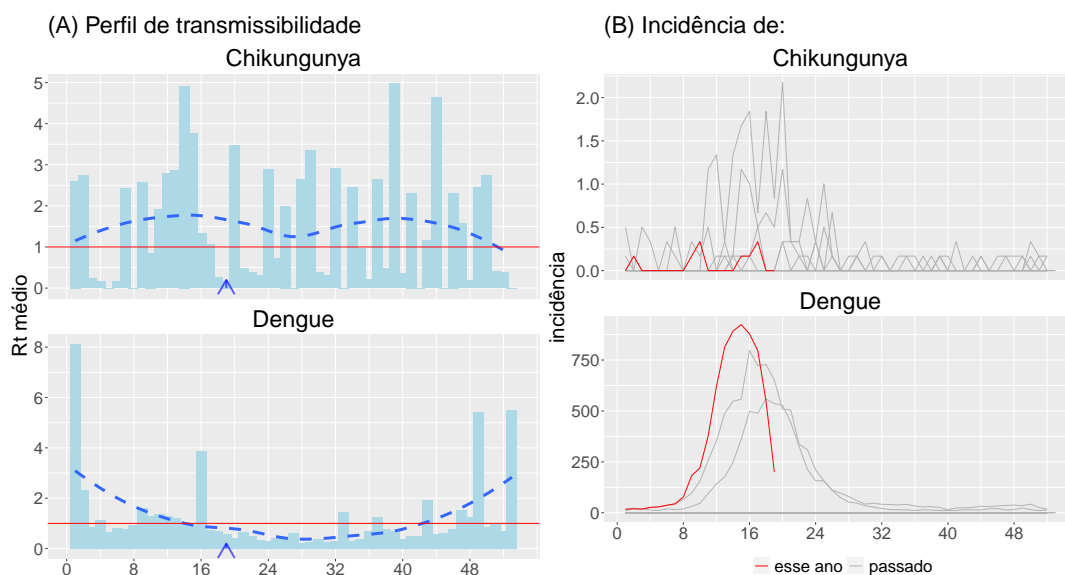 (A) Perfil de transmissibilidade
Chikungunya
5
4
3
2
1
0
Dengue
8
6
4
2
0
0 8 16 24 32 40 48
Rt médio
(B) Incidência de:
Chikungunya
2.0
1.5
1.0
0.5
0.0
Dengue
750
500
250
0
0 8 16 24 32 40 48
incidência
esse ano passado